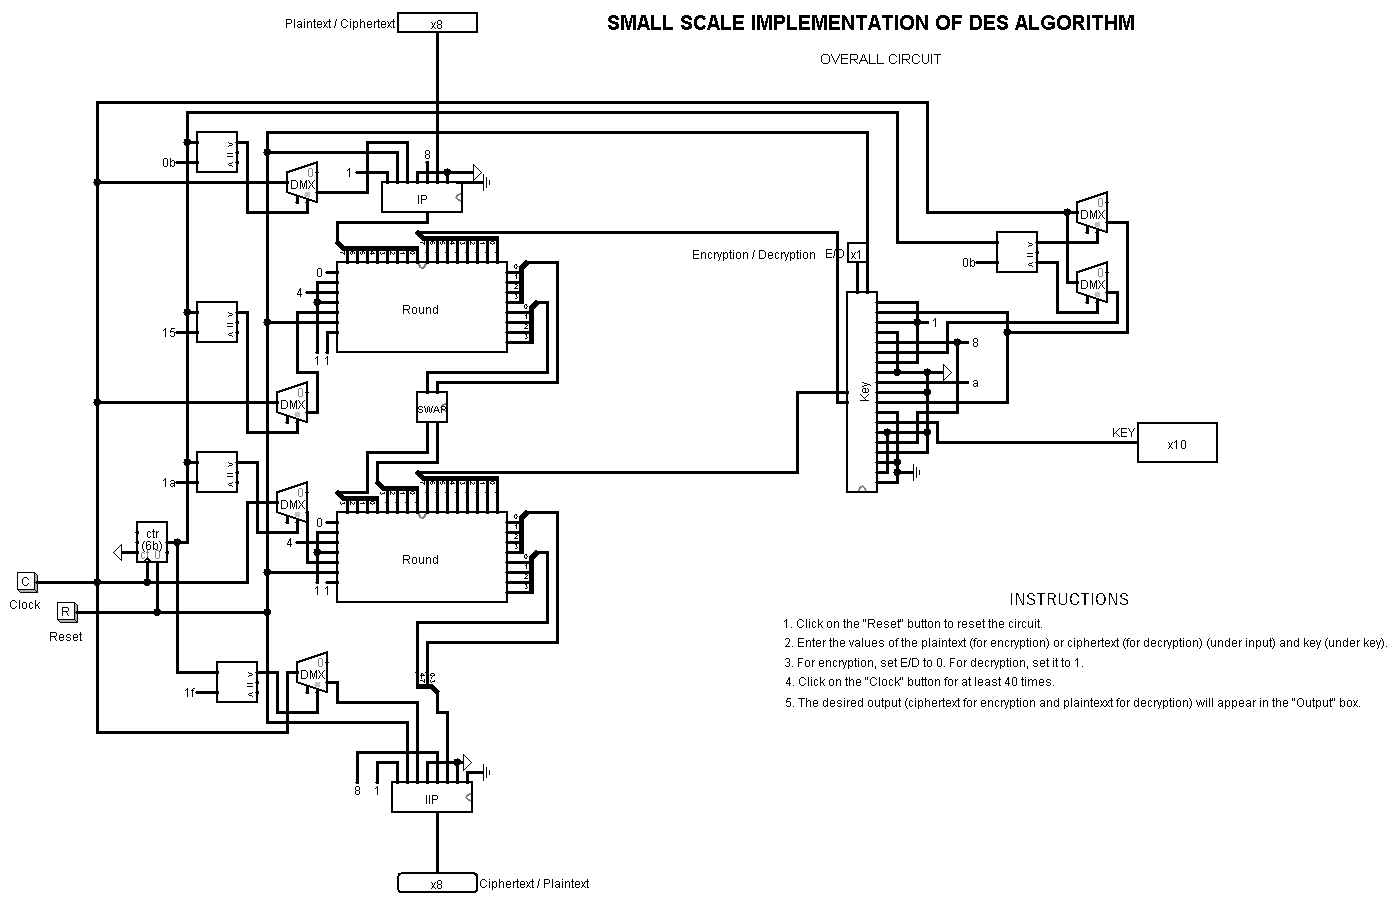 SMALL SCALE IMPLEMENTATION OF DES ALGORITHM
OVERALL CIRCUIT
Plaintext / Ciphertext
x8
0b
DMX
0
1
8
IP
DMX
0
0b
DMX
0
Encryption / Decryption
E/D
x1
0
4
Round
1 1
15
DMX
0
SWAP
Key
1
8
a
KEY
x10
1a
DMX
0
0
4
Round
1 1
ctr
(6b)
C
Clock
R
Reset
1f
DMX
0
8
1
IIP
x8
Ciphertext / Plaintext
INSTRUCTIONS
1. Click on the "Reset" button to reset the circuit.
2. Enter the values of the plaintext (for encryption) or ciphertext (for decryption) (under input) and key (under key).
3. For encryption, set E/D to 0. For decryption, set it to 1.
4. Click on the "Clock" button for at least 40 times.
5. The desired output (ciphertext for encryption and plaintexxt for decryption) will appear in the "Output" box.